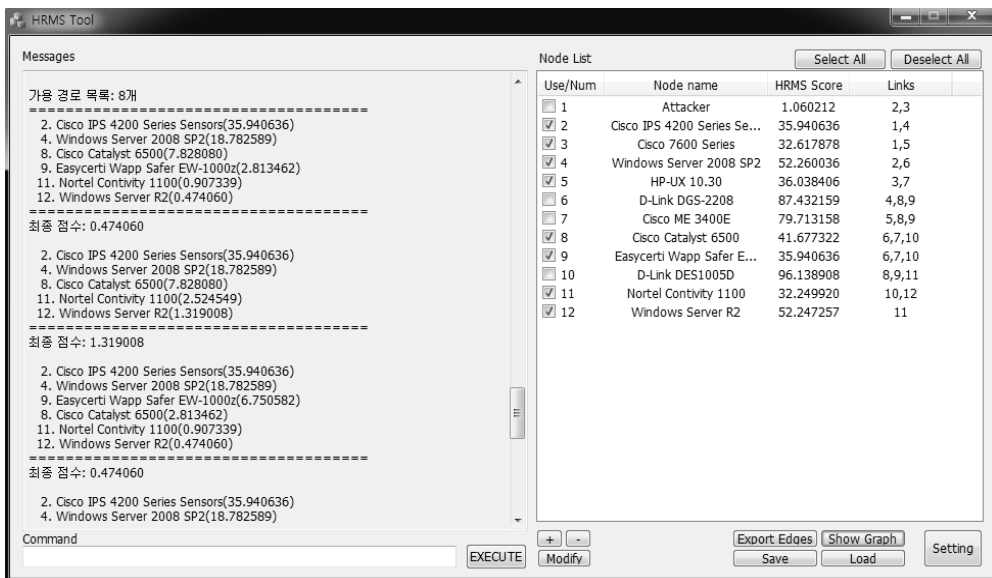 HRMS Tool
Messages
가용 경로 목록: 8개
=======================================
2. Cisco IPS 4200 Series Sensors(35.940636)
4. Windows Server 2008 SP2(18.782589)
8. Cisco Catalyst 6500(7.828080)
9. Easycerti Wapp Safer EW-1000z(2.813462)
11. Nortel Contivity 1100(0.907339)
12. Windows Server R2(0.474060)
=======================================
최종 점수: 0.474060
2. Cisco IPS 4200 Series Sensors(35.940636)
4. Windows Server 2008 SP2(18.782589)
8. Cisco Catalyst 6500(7.828080)
11. Nortel Contivity 1100(2.524549)
12. Windows Server R2(1.319008)
=======================================
최종 점수: 1.319008
2. Cisco IPS 4200 Series Sensors(35.940636)
4. Windows Server 2008 SP2(18.782589)
9. Easycerti Wapp Safer EW-1000z(6.750582)
8. Cisco Catalyst 6500(2.813462)
11. Nortel Contivity 1100(0.907339)
12. Windows Server R2(0.474060)
=======================================
최종 점수: 0.474060
2. Cisco IPS 4200 Series Sensors(35.940636)
4. Windows Server 2008 SP2(18.782589)
Command
EXECUTE
Node List
Select All Deselect All
Use/Num Node name HRMS Score Links
1 Attacker 1.060212 2,3
2 Cisco IPS 4200 Series Se... 35.940636 1,4
3 Cisco 7600 Series 32.617878 1,5
4 Windows Server 2008 SP2 52.260036 2,6
5 HP-UX 10.30 36.038406 3,7
6 D-Link DGS-2208 87.432159 4,8,9
7 Cisco ME 3400E 79.713158 5,8,9
8 Cisco Catalyst 6500 41.677322 6,7,10
9 Easycerti Wapp Safer E... 35.940636 6,7,10
10 D-Link DES1005D 96.138908 8,9,11
11 Nortel Contivity 1100 32.249920 10,12
12 Windows Server R2 52.247257 11
+ - Export Edges Show Graph
Modify Save Load Setting